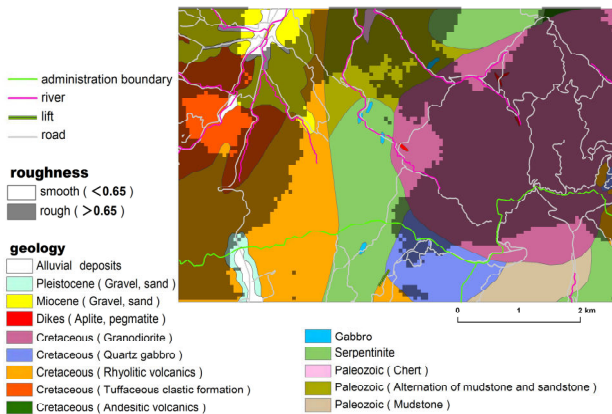 administration boundary
river
lift
road
roughness
smooth ( <0.65)
rough ( >0.65)
geology
Alluvial deposits
Pleistocene (Gravel, sand)
Miocene (Gravel, sand)
Dikes ( Aplite, pegmatite)
Cretaceous ( Granodiorite)
Cretaceous ( Quartz gabbro)
Cretaceous ( Rhyolitic volcanics)
Cretaceous ( Tuffaceous clastic formation)
Cretaceous ( Andesitic volcanics)
0 1 2 km
Gabbro
Serpentinite
Paleozoic ( Chert)
Paleozoic ( Alternation of mudstone and sandstone)
Paleozoic ( Mudstone)